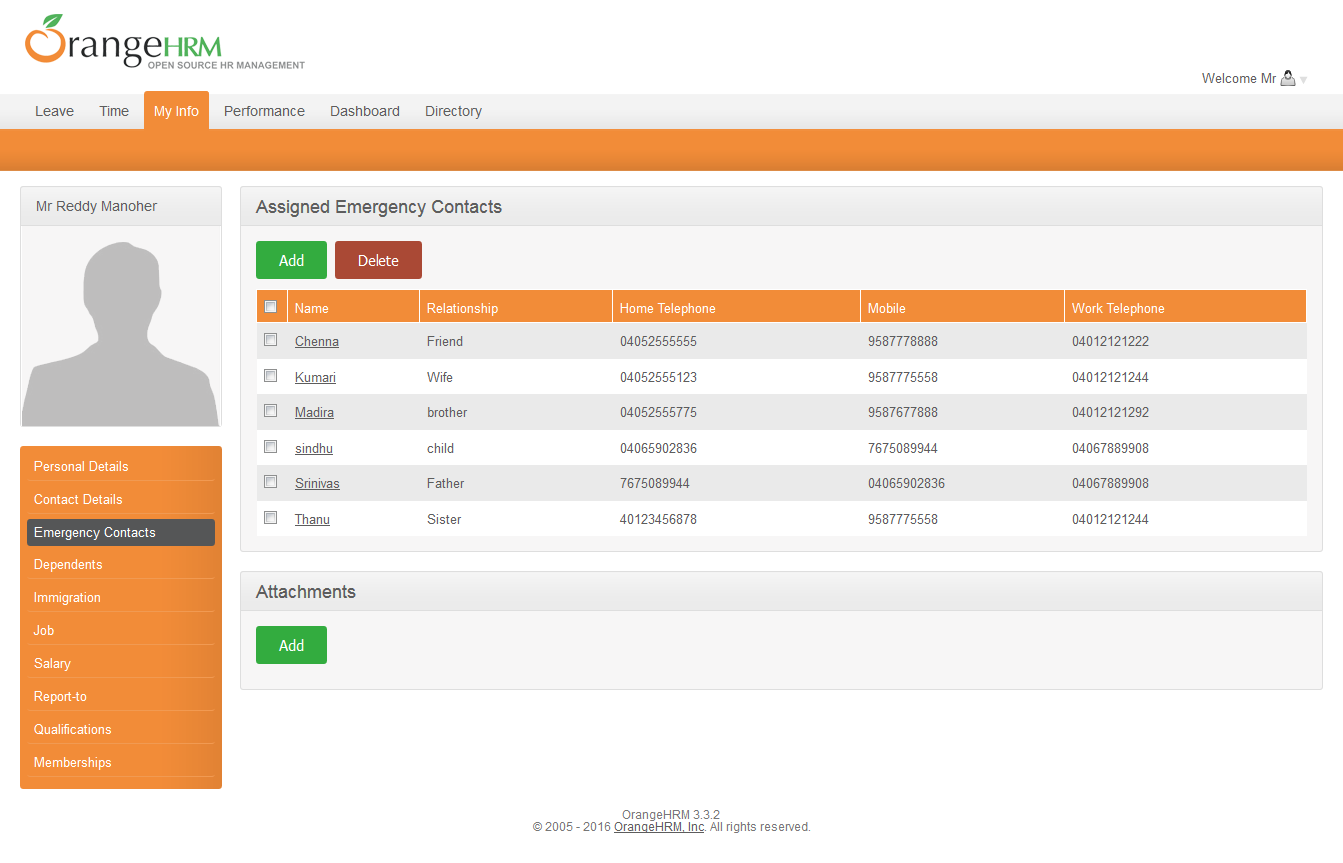 OrangeHRM
OPEN SOURCE HR MANAGEMENT
Welcome Mr
Leave Time My Info Performance Dashboard Directory
Mr Reddy Manoher
Personal Details
Contact Details
Emergency Contacts
Dependents
Immigration
Job
Salary
Report-to
Qualifications
Memberships
Assigned Emergency Contacts
Add Delete
Name Relationship Home Telephone Mobile Work Telephone
Chenna Friend 04052555555 9587778888 04012121222
Kumari Wife 04052555123 9587775558 04012121244
Madira brother 04052555775 9587677888 04012121292
sindhu child 04065902836 7675089944 04067889908
Srinivas Father 7675089944 04065902836 04067889908
Thanu Sister 40123456878 9587775558 04012121244
Attachments
Add
OrangeHRM 3.3.2
© 2005 - 2016 OrangeHRM, Inc. All rights reserved.